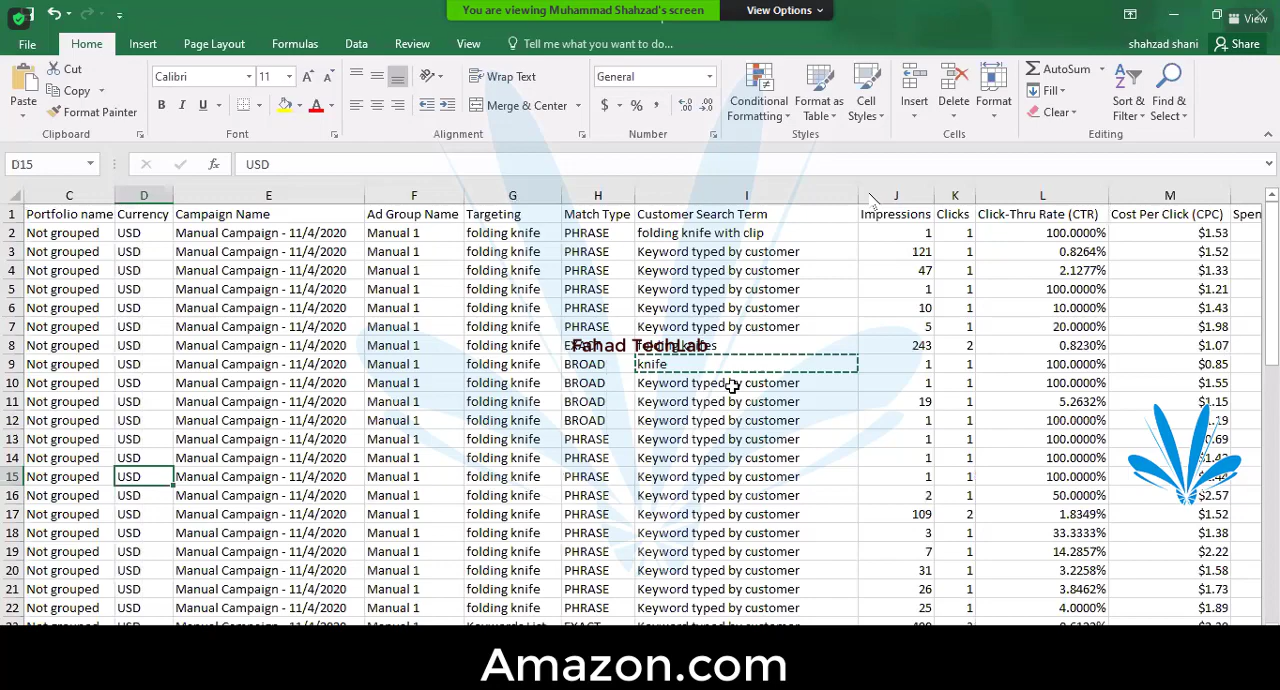 You are viewing Muhammad Shahzad's screen
View Options
View
File Home Insert Page Layout Formulas Data Review View Tell me what you want to do... shahzad shani Share
Paste Cut Copy Format Painter
Calibri 11 A A Wrap Text General
B I U A Merge & Center $ % ,
Conditional Formatting Format as Table Cell Styles Insert Delete Format
AutoSum Fill Clear Sort & Filter Find & Select
Clipboard Font Alignment Number Styles Cells Editing
D15 fx USD
C D E F G H I J K L M
1 Portfolio name Currency Campaign Name Ad Group Name Targeting Match Type Customer Search Term Impressions Clicks Click-Thru Rate (CTR) Cost Per Click (CPC) Spen
2 Not grouped USD Manual Campaign - 11/4/2020 Manual 1 folding knife PHRASE folding knife with clip 1 1 100.0000% $1.53
3 Not grouped USD Manual Campaign - 11/4/2020 Manual 1 folding knife PHRASE Keyword typed by customer 121 1 0.8264% $1.52
4 Not grouped USD Manual Campaign - 11/4/2020 Manual 1 folding knife PHRASE Keyword typed by customer 47 1 2.1277% $1.33
5 Not grouped USD Manual Campaign - 11/4/2020 Manual 1 folding knife PHRASE Keyword typed by customer 1 1 100.0000% $1.21
6 Not grouped USD Manual Campaign - 11/4/2020 Manual 1 folding knife PHRASE Keyword typed by customer 10 1 10.0000% $1.43
7 Not grouped USD Manual Campaign - 11/4/2020 Manual 1 folding knife PHRASE Keyword typed by customer 5 1 20.0000% $1.98
8 Not grouped USD Manual Campaign - 11/4/2020 Manual 1 folding knife 243 2 0.8230% $1.07
Fahad TechLab
9 Not grouped USD Manual Campaign - 11/4/2020 Manual 1 folding knife BROAD knife 1 1 100.0000% $0.85
10 Not grouped USD Manual Campaign - 11/4/2020 Manual 1 folding knife BROAD Keyword typed by customer 1 1 100.0000% $1.55
11 Not grouped USD Manual Campaign - 11/4/2020 Manual 1 folding knife BROAD Keyword typed by customer 19 1 5.2632% $1.15
12 Not grouped USD Manual Campaign - 11/4/2020 Manual 1 folding knife BROAD Keyword typed by customer 1 1 100.0000%
13 Not grouped USD Manual Campaign - 11/4/2020 Manual 1 folding knife PHRASE Keyword typed by customer 1 1 100.0000%
14 Not grouped USD Manual Campaign - 11/4/2020 Manual 1 folding knife PHRASE Keyword typed by customer 1 1 100.0000%
15 Not grouped USD Manual Campaign - 11/4/2020 Manual 1 folding knife PHRASE Keyword typed by customer 1 1 100.0000%
16 Not grouped USD Manual Campaign - 11/4/2020 Manual 1 folding knife PHRASE Keyword typed by customer 2 1 50.0000% $2.57
17 Not grouped USD Manual Campaign - 11/4/2020 Manual 1 folding knife PHRASE Keyword typed by customer 109 2 1.8349% $1.52
18 Not grouped USD Manual Campaign - 11/4/2020 Manual 1 folding knife PHRASE Keyword typed by customer 3 1 33.3333% $1.38
19 Not grouped USD Manual Campaign - 11/4/2020 Manual 1 folding knife PHRASE Keyword typed by customer 7 1 14.2857% $2.22
20 Not grouped USD Manual Campaign - 11/4/2020 Manual 1 folding knife PHRASE Keyword typed by customer 31 1 3.2258% $1.58
21 Not grouped USD Manual Campaign - 11/4/2020 Manual 1 folding knife PHRASE Keyword typed by customer 26 1 3.8462% $1.73
22 Not grouped USD Manual Campaign - 11/4/2020 Manual 1 folding knife PHRASE Keyword typed by customer 25 1 4.0000% $1.89
Amazon.com